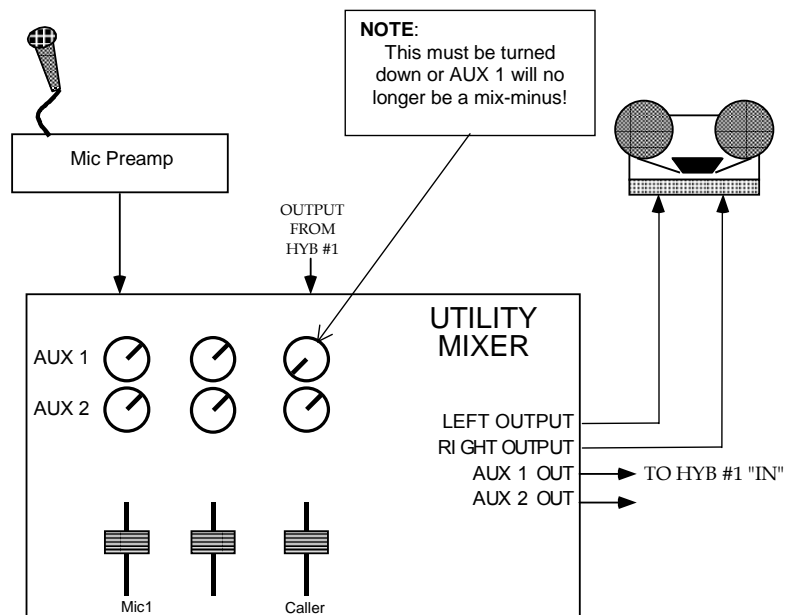 NOTE:
This must be turned
down or AUX 1 will no
longer be a mix-minus!
Mic Preamp
OUTPUT
FROM
HYB #1
UTILITY
MIXER
AUX 1
AUX 2
LEFT OUTPUT
RIGHT OUTPUT
AUX 1 OUT
TO HYB #1 "IN"
AUX 2 OUT
Mic1
Caller